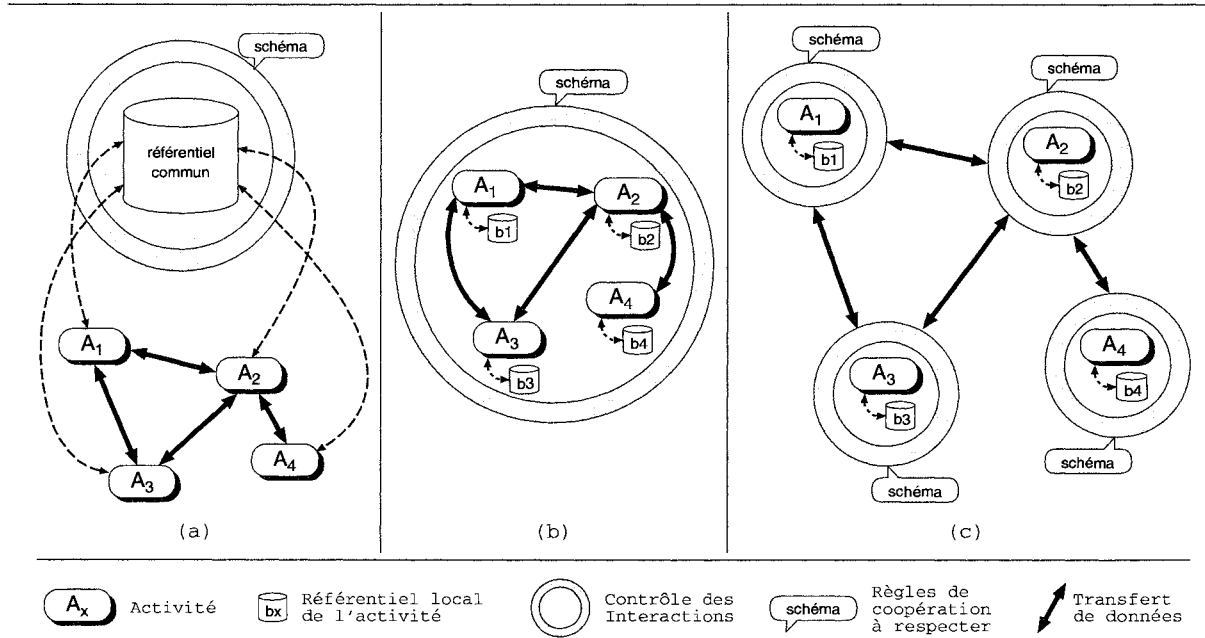 schéma
référentiel
commun
A1
A2
A3
A4
(a)
schéma
A1
b1
A2
b2
A4
b4
A3
b3
(b)
schéma
A1
b1
schéma
A2
b2
A3
b3
schéma
A4
b4
schéma
(c)
Ax
Activité
bx
Référentiel local
de l'activité
Contrôle des
Interactions
schéma
Règles de
coopération
à respecter
Transfert
de données